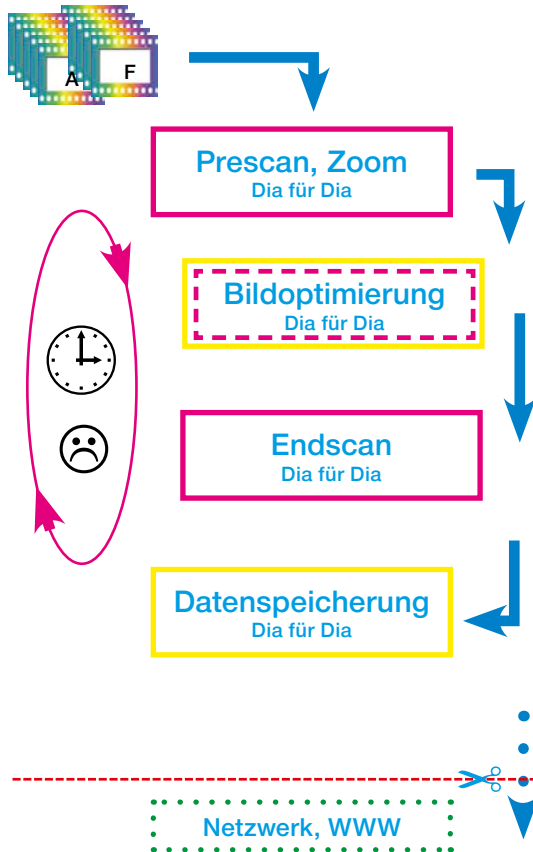 A F
Prescan, Zoom
Dia für Dia
Bildoptimierung
Dia für Dia
Endscan
Dia für Dia
Datenspeicherung
Dia für Dia
Netzwerk, WWW